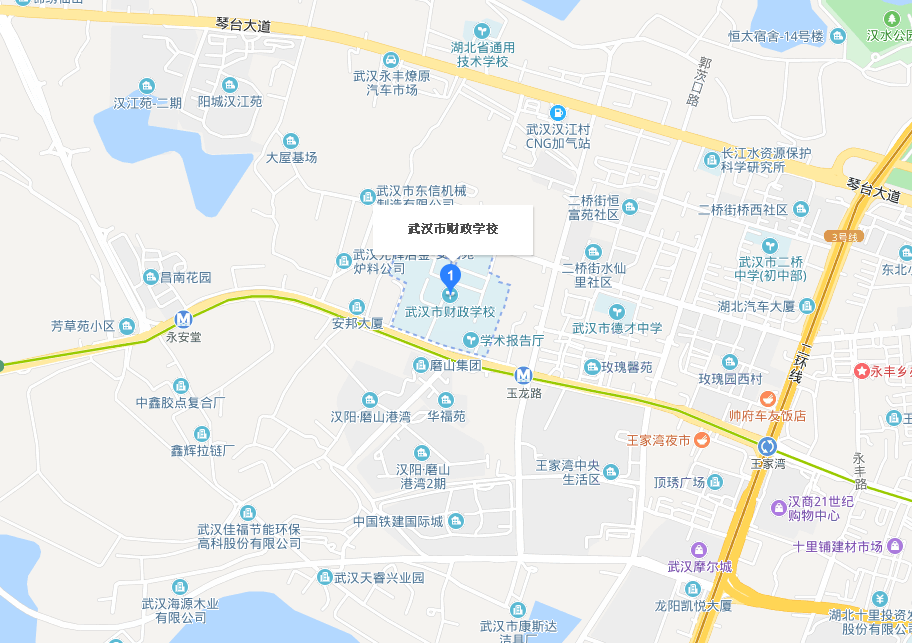 琴台大道
湖北省通用
技术学校
恒太宿舍-14号楼
汉水公园
郭茨口路
武汉永丰燎原
汽车市场
汉江苑-二期
阳城汉江苑
武汉汉江村
CNG加气站
大屋基场
长江水资源保护
科学研究所
琴台大道
武汉市东信机械
制造有限公司
二桥街恒
富苑社区
二桥街桥西社区
武汉市财政学校
3号线
炉料公司
二桥街水仙
里社区
武汉市二桥
中学(初中部)
昌南花园
1
武汉市财政学校
湖北汽车大厦
芳草苑小区
永安堂
安邦大厦
武汉市德才中学
学术报告厅
二环线
磨山集团
玫瑰馨苑
玫瑰园西村
玉龙路
中鑫胶点复合厂
汉阳·磨山港湾
华福苑
帅府车友饭店
鑫辉拉链厂
王家湾夜市
王家湾
永丰路
汉阳·磨山
港湾2期
王家湾中央
生活区
顶琇广场
汉商21世纪
购物中心
武汉佳福节能环保
高科股份有限公司
中国铁建国际城
十里铺建材市场
武汉摩尔城
武汉天睿兴业园
武汉海源木业
有限公司
龙阳凯悦大厦
湖北十里投资发
股份有限公司
武汉市康斯达
洁具厂